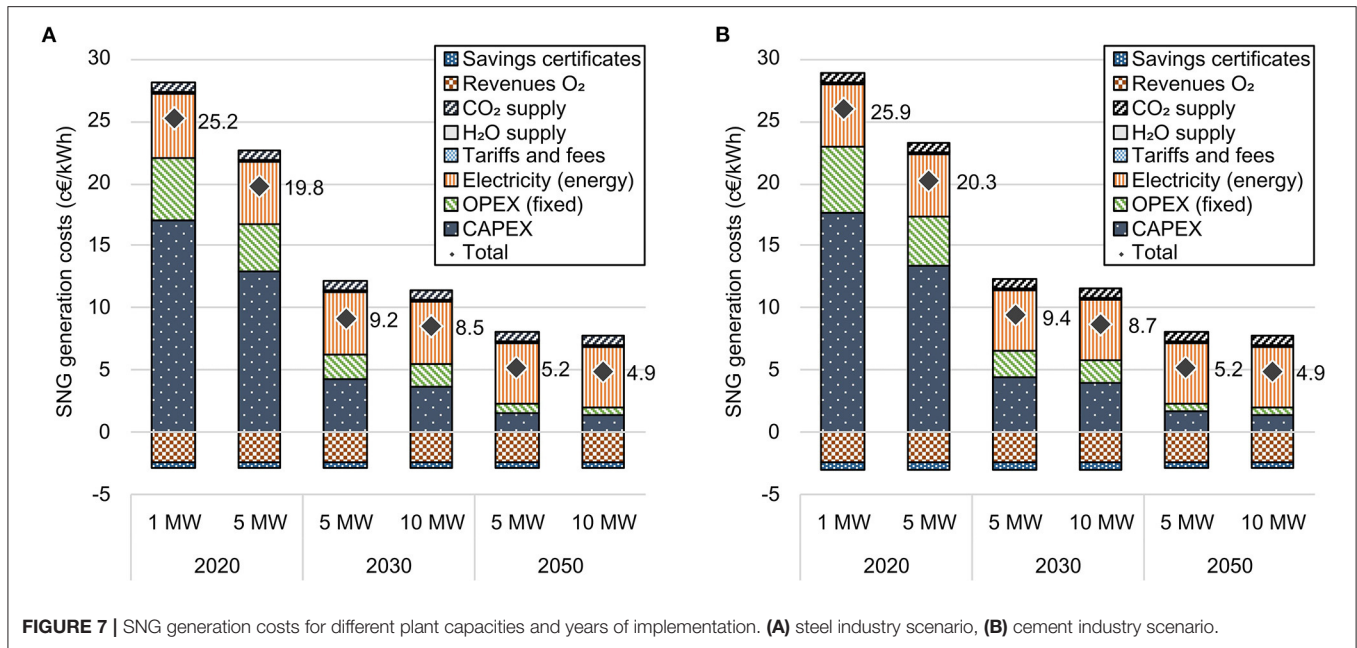 A
SNG generation costs (c€/kWh)
30
25
20
15
10
5
0
-5
Savings certificates
Revenues O₂
CO₂ supply
H₂O supply
Tariffs and fees
Electricity (energy)
OPEX (fixed)
CAPEX
Total
25.2
19.8
9.2
8.5
5.2
4.9
1 MW 5 MW 5 MW 10 MW 5 MW 10 MW
2020 2030 2050
B
SNG generation costs (c€/kWh)
30
25
20
15
10
5
0
-5
Savings certificates
Revenues O₂
CO₂ supply
H₂O supply
Tariffs and fees
Electricity (energy)
OPEX (fixed)
CAPEX
Total
25.9
20.3
9.4
8.7
5.2
4.9
1 MW 5 MW 5 MW 10 MW 5 MW 10 MW
2020 2030 2050
FIGURE 7 | SNG generation costs for different plant capacities and years of implementation. (A) steel industry scenario, (B) cement industry scenario.